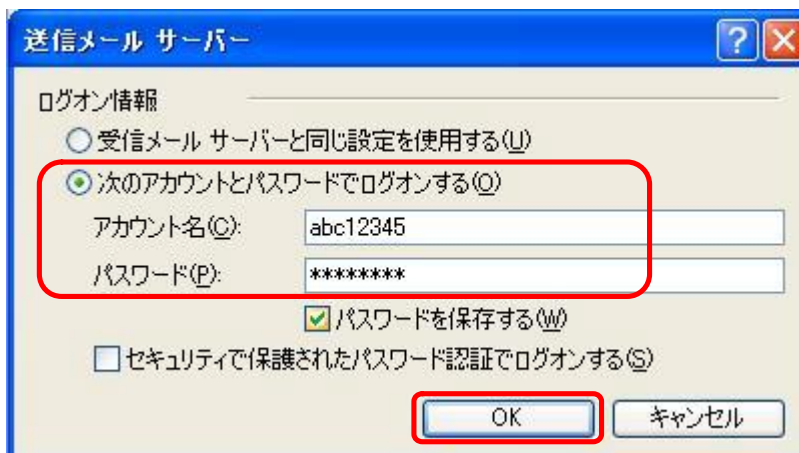 送信メール サーバー
ログオン情報
受信メール サーバーと同じ設定を使用する(U)
次のアカウントとパスワードでログオンする(O)
アカウント名(C): abc12345
パスワード(P): ********
パスワードを保存する(W)
セキュリティで保護されたパスワード認証でログオンする(S)
OK キャンセル